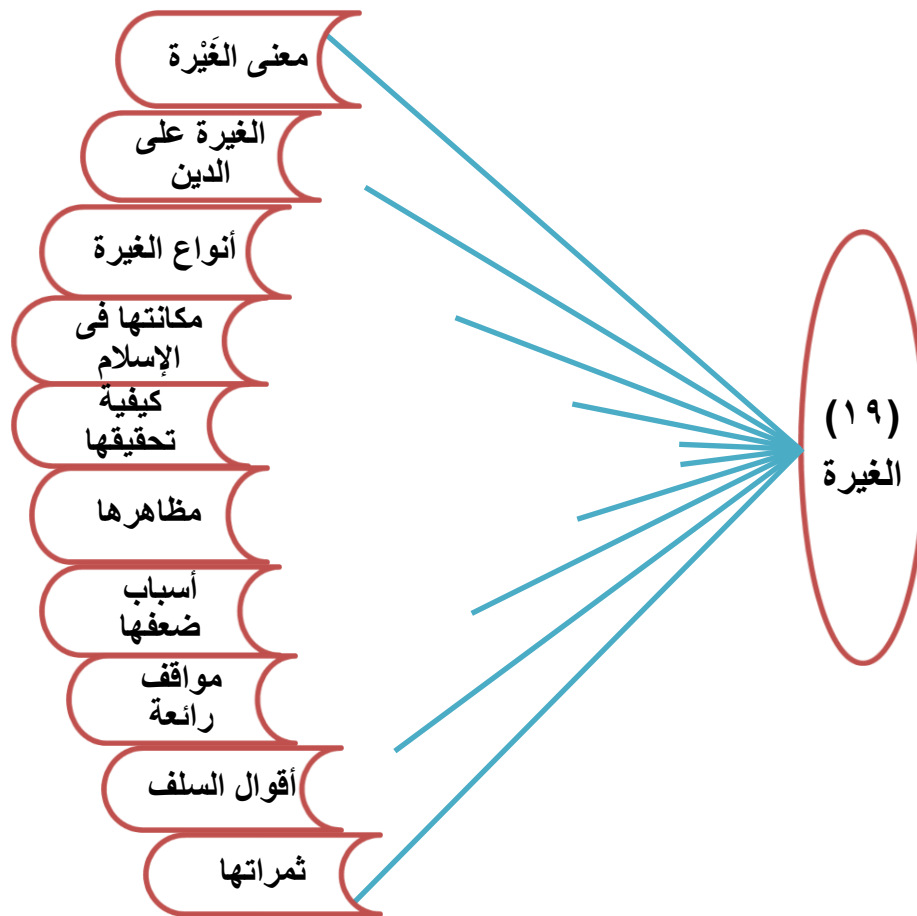 (١٩)
الغيرة
معنى الغَيْرة
الغيرة على
الدين
أنواع الغيرة
مكانتها فى
الإسلام
كيفية
تحقيقها
مظاهرها
أسباب
ضعفها
مواقف
رائعة
أقوال السلف
ثمراتها